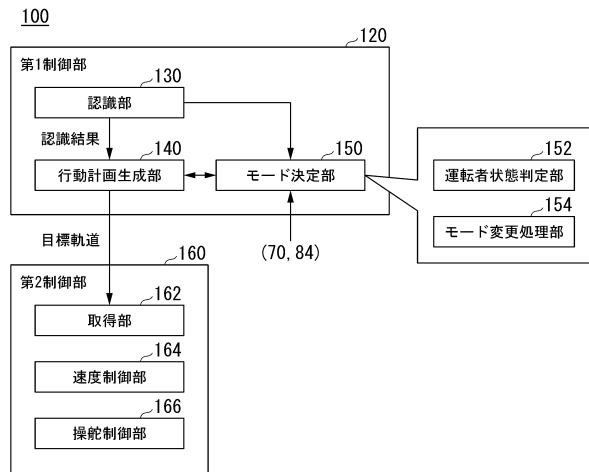 100
120
第1制御部
130
認識部
認識結果
140
行動計画生成部
150
モード決定部
152
運転者状態判定部
154
モード変更処理部
(70, 84)
目標軌道
160
第2制御部
162
取得部
164
速度制御部
166
操舵制御部